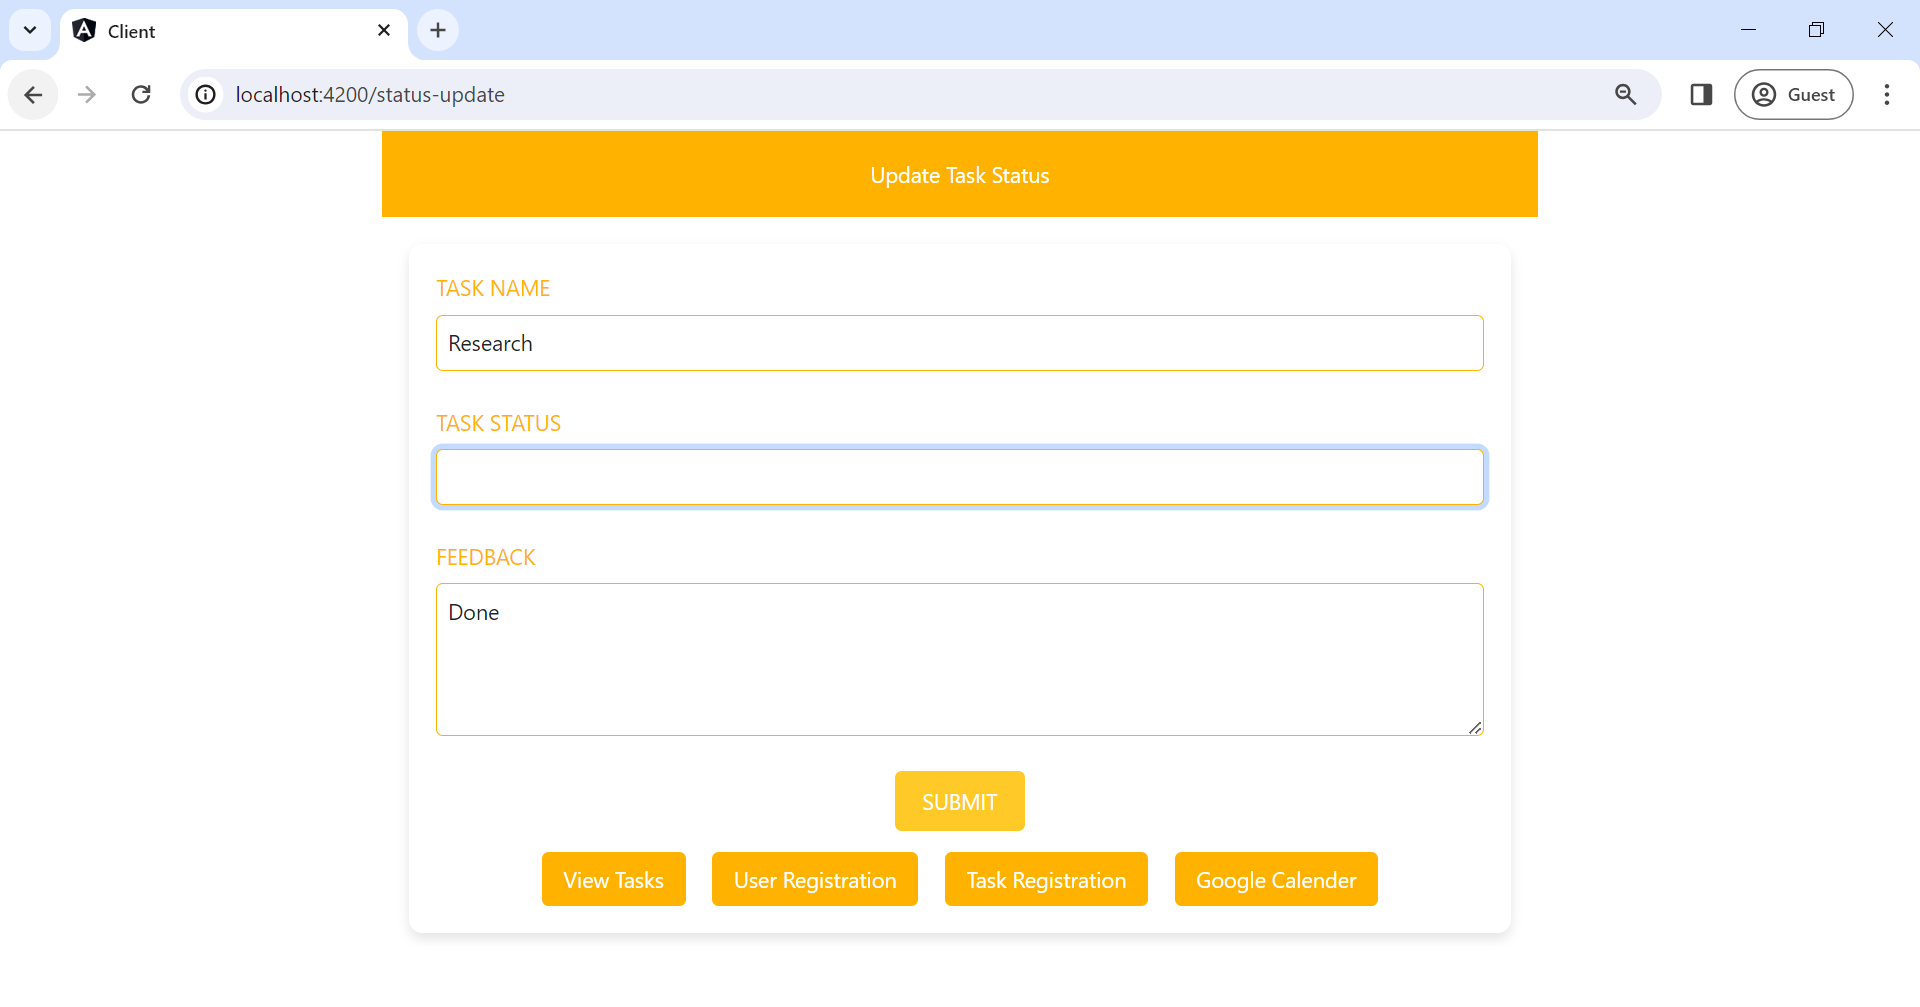 Client
localhost:4200/status-update
Guest
Update Task Status
TASK NAME
Research
TASK STATUS
FEEDBACK
Done
SUBMIT
View Tasks User Registration Task Registration Google Calender